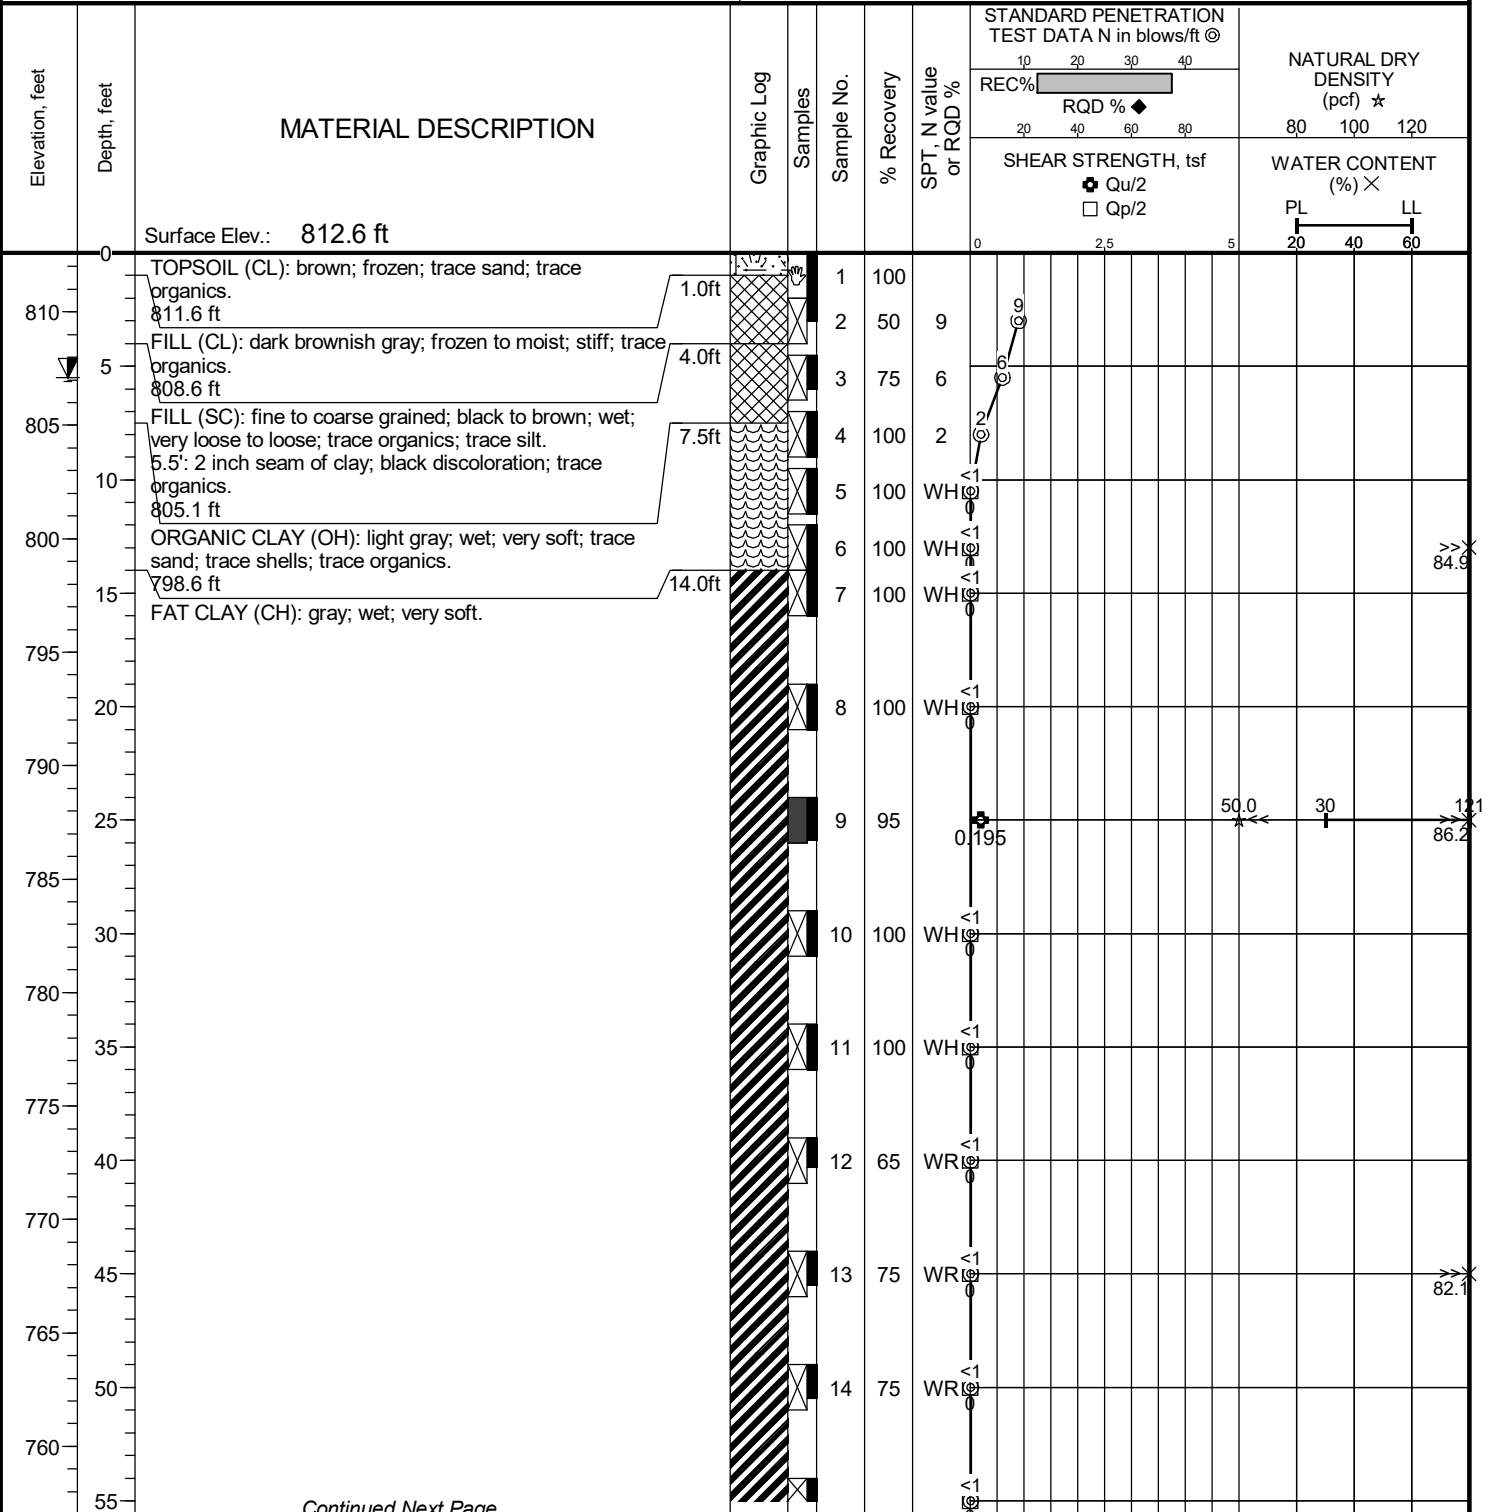 STANDARD PENETRATION
TEST DATA N in blows/ft
10 20 30 40
REC%
RQD %
20 40 60 80
SHEAR STRENGTH, tsf
Qu/2
Qp/2
0 2.5 5
NATURAL DRY
DENSITY
(pcf)
80 100 120
WATER CONTENT
(%)
PL LL
20 40 60
Elevation, feet
Depth, feet
MATERIAL DESCRIPTION
Graphic Log
Samples
Sample No.
% Recovery
SPT, N value
or RQD %
Surface Elev.: 812.6 ft
0
TOPSOIL (CL): brown; frozen; trace sand; trace
organics.
811.6 ft
1.0ft
FILL (CL): dark brownish gray; frozen to moist; stiff; trace
organics.
808.6 ft
4.0ft
FILL (SC): fine to coarse grained; black to brown; wet;
very loose to loose; trace organics; trace silt.
5.5': 2 inch seam of clay; black discoloration; trace
organics.
805.1 ft
7.5ft
ORGANIC CLAY (OH): light gray; wet; very soft; trace
sand; trace shells; trace organics.
798.6 ft
14.0ft
FAT CLAY (CH): gray; wet; very soft.
810
805
800
795
790
785
780
775
770
765
760
5
10
15
20
25
30
35
40
45
50
55
1 100
2 50 9 9
3 75 6 6
4 100 2 2
5 100 WH <1 0
6 100 WH <1 0 >> 84.9
7 100 WH <1 0
8 100 WH <1 0
9 95 0.195 50.0 << 30 121 >> 86.2
10 100 WH <1 0
11 100 WH <1 0
12 65 WR <1 0
13 75 WR <1 0 >> 82.1
14 75 WR <1 0
<1
Continued Next Page